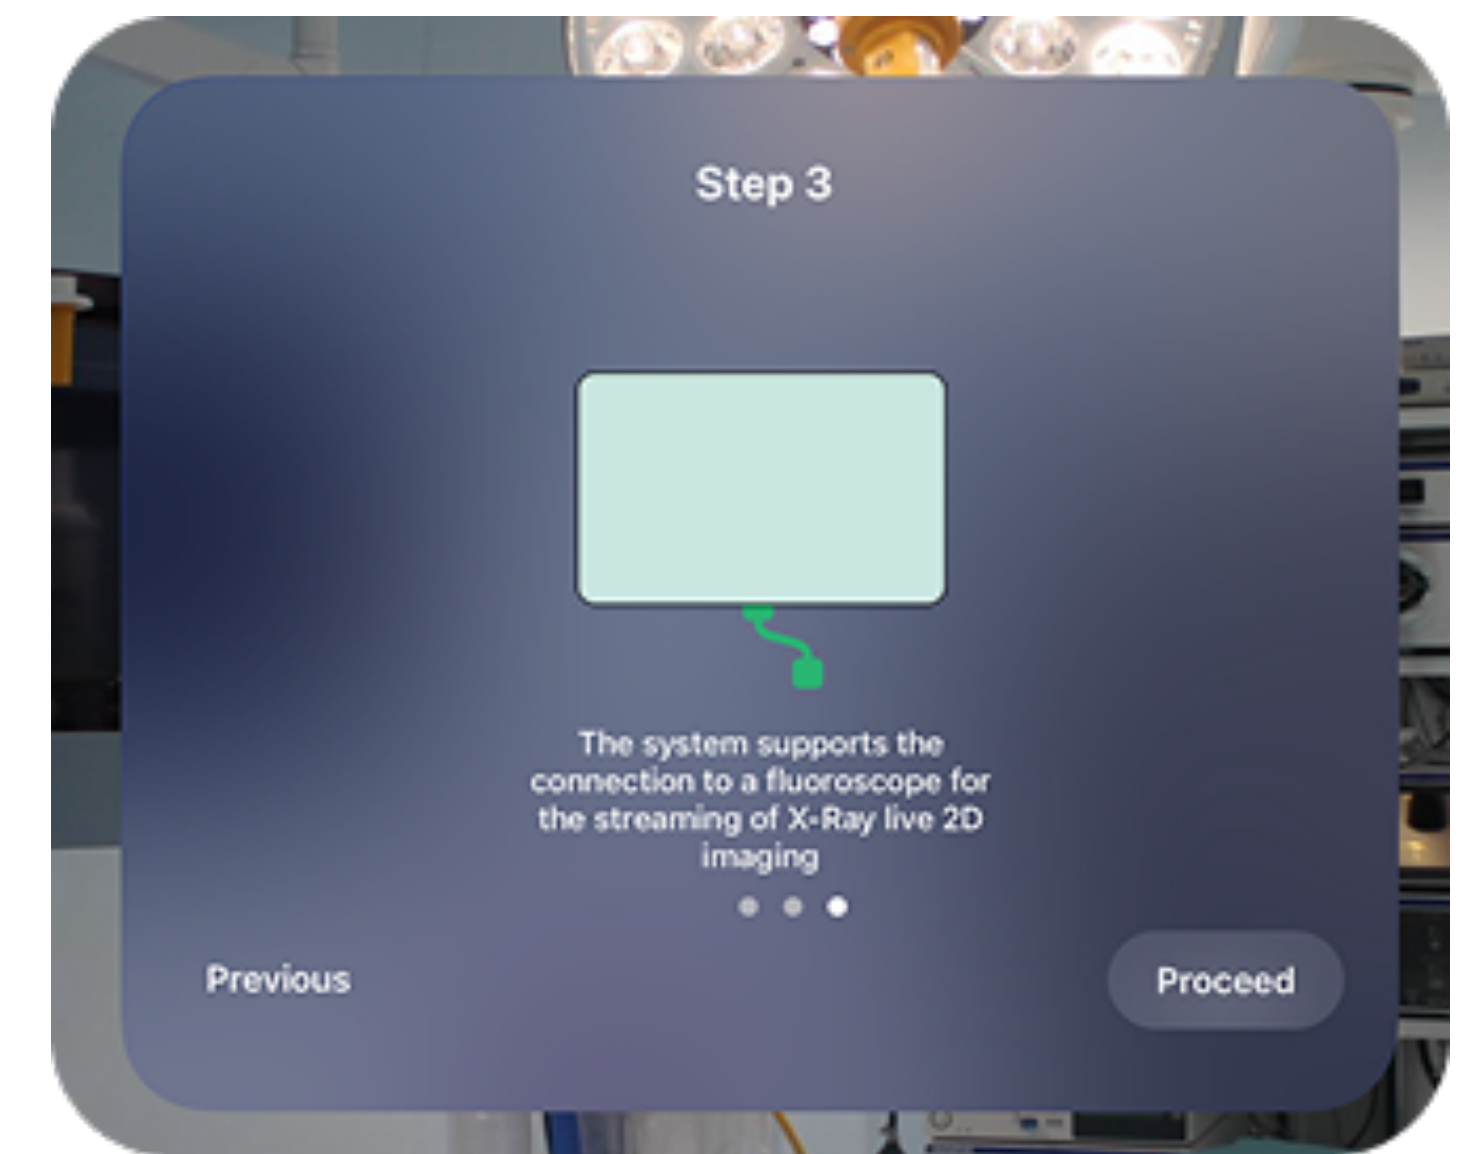 Step 3
The system supports the
connection to a fluoroscope for
the streaming of X-Ray live 2D
imaging
Previous
Proceed